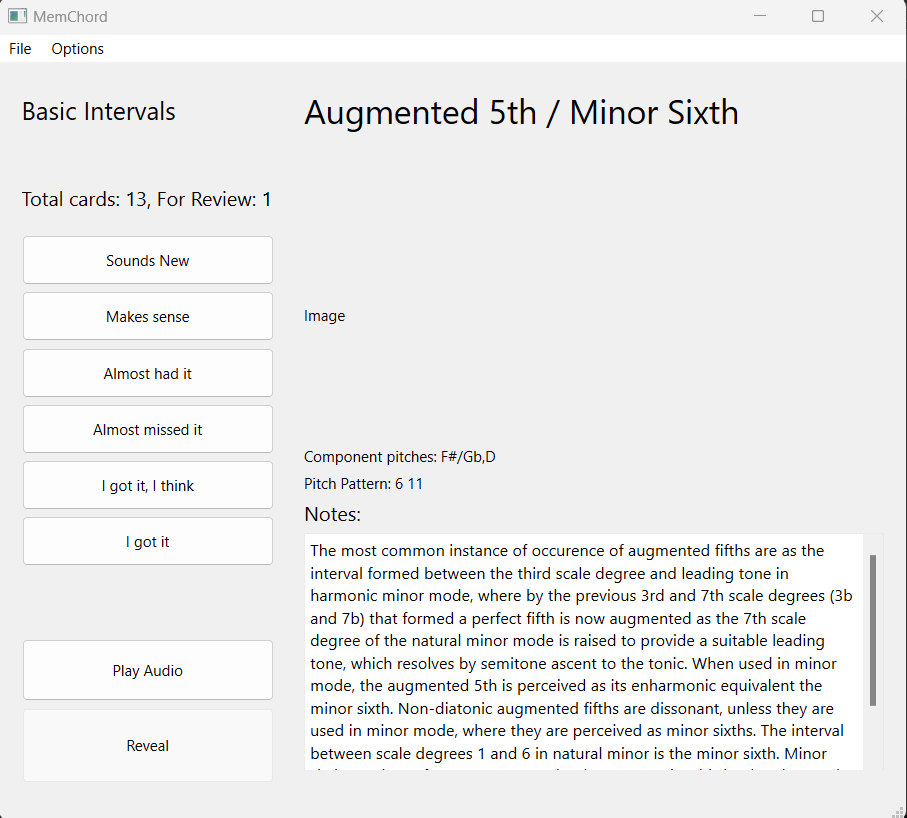 MemChord
File Options
Basic Intervals
Augmented 5th / Minor Sixth
Total cards: 13, For Review: 1
Sounds New
Makes sense
Almost had it
Almost missed it
I got it, I think
I got it
Play Audio
Reveal
Image
Component pitches: F#/Gb,D
Pitch Pattern: 6 11
Notes:
The most common instance of occurence of augmented fifths are as the
interval formed between the third scale degree and leading tone in
harmonic minor mode, where by the previous 3rd and 7th scale degrees (3b
and 7b) that formed a perfect fifth is now augmented as the 7th scale
degree of the natural minor mode is raised to provide a suitable leading
tone, which resolves by semitone ascent to the tonic. When used in minor
mode, the augmented 5th is perceived as its enharmonic equivalent the
minor sixth. Non-diatonic augmented fifths are dissonant, unless they are
used in minor mode, where they are perceived as minor sixths. The interval
between scale degrees 1 and 6 in natural minor is the minor sixth. Minor